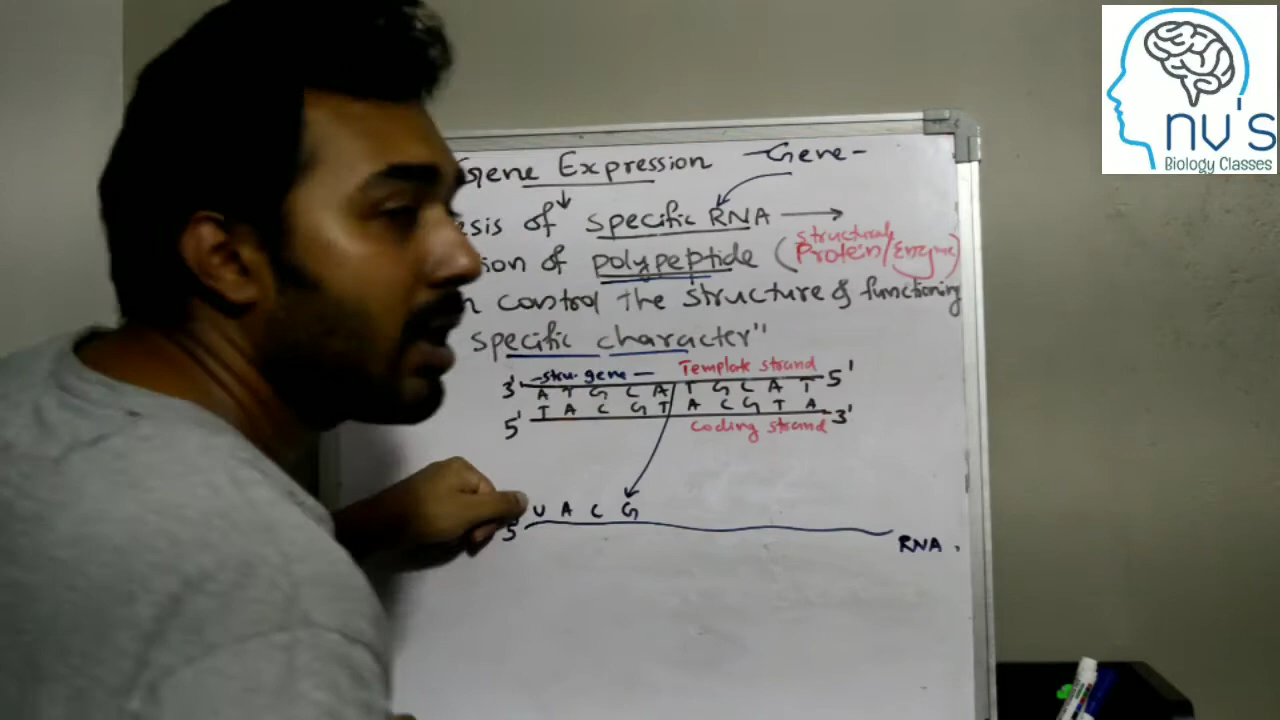 nv's
Biology Classes
Gene Expression — Gene —
esis of specific RNA →
ion of polypeptide (structural Protein/Enzyme)
n control The structure & functioning
specific character"
— stru. gene — Template strand
3' A T G C A T G C A T 5'
5' T A C G T A C G T A 3'
Coding strand
U A C G
5'
RNA .